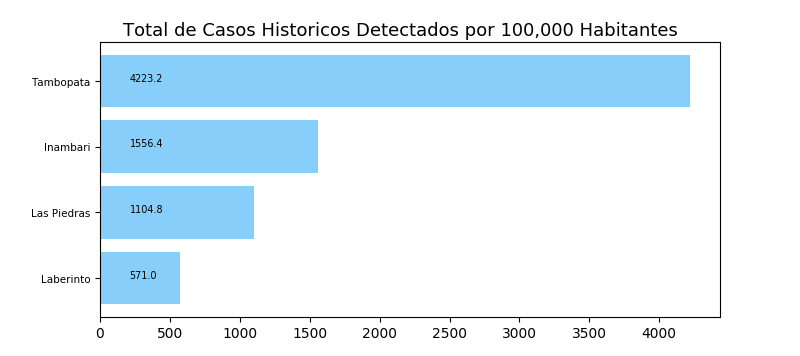 Total de Casos Historicos Detectados por 100,000 Habitantes
Tambopata 4223.2
Inambari 1556.4
Las Piedras 1104.8
Laberinto 571.0
0 500 1000 1500 2000 2500 3000 3500 4000